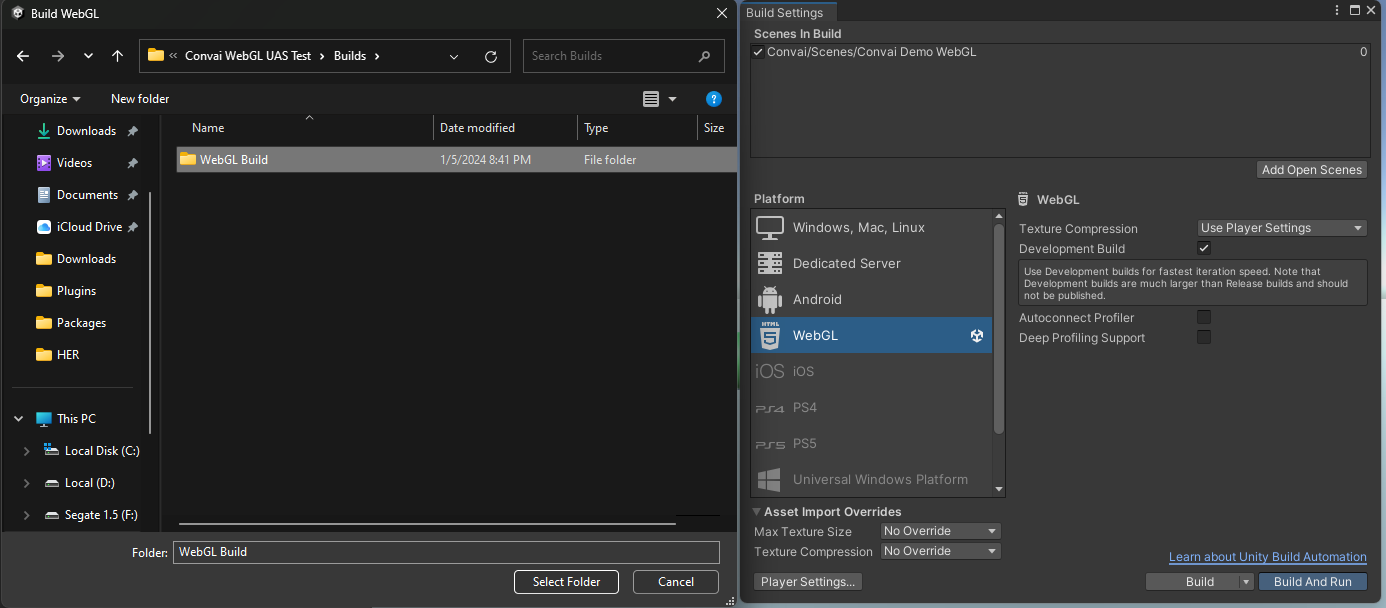 Build WebGL
Convai WebGL UAS Test
Builds
Search Builds
Organize
New folder
?
Name
Date modified
Type
Size
Downloads
Videos
Documents
iCloud Drive
Downloads
Plugins
Packages
HER
This PC
Local Disk (C:)
Local (D:)
Segate 1.5 (F:)
WebGL Build
1/5/2024 8:41 PM
File folder
Folder:
WebGL Build
Select Folder
Cancel
Build Settings
Scenes In Build
Convai/Scenes/Convai Demo WebGL
0
Add Open Scenes
Platform
Windows, Mac, Linux
Dedicated Server
Android
HTML
5
WebGL
iOS
iOS
PS4
PS4
PS5
PS5
Universal Windows Platform
WebGL
Texture Compression
Use Player Settings
Development Build
Use Development builds for fastest iteration speed. Note that
Development builds are much larger than Release builds and should
not be published.
Autoconnect Profiler
Deep Profiling Support
Asset Import Overrides
Max Texture Size
No Override
Texture Compression
No Override
Learn about Unity Build Automation
Player Settings...
Build
Build And Run